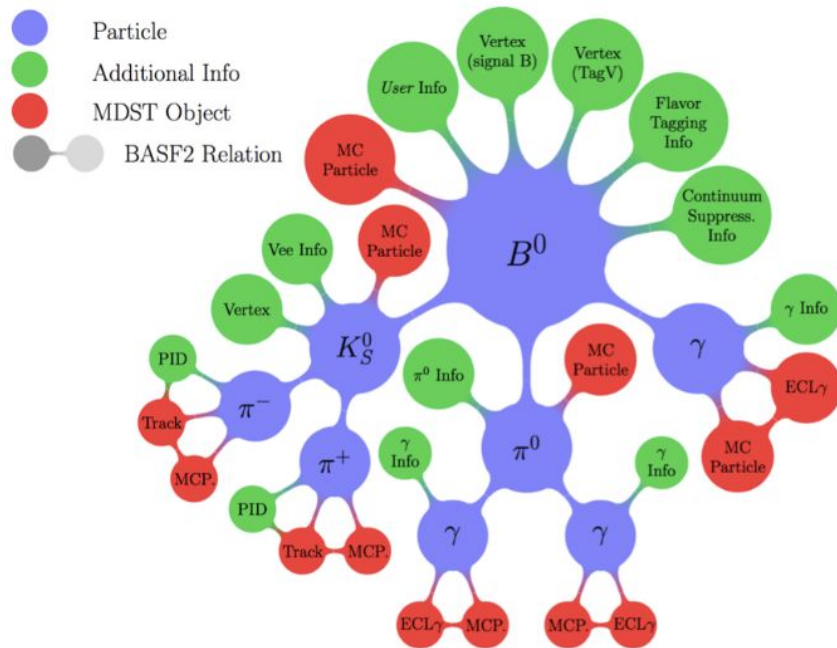 Particle
Additional Info
MDST Object
BASF2 Relation
Vertex
(signal B)
Vertex
(TagV)
User Info
Flavor
Tagging
Info
MC
Particle
Continuum
Suppress.
Info
B⁰
Vee Info
MC
Particle
Vertex
K⁰_S
γ Info
γ
PID
π⁰ Info
MC
Particle
ECLγ
π⁻
Track
MC
Particle
MCP.
π⁺
π⁰
γ
Info
γ
Info
PID
Track
MCP.
γ
γ
ECLγ
MCP.
MCP.
ECLγ